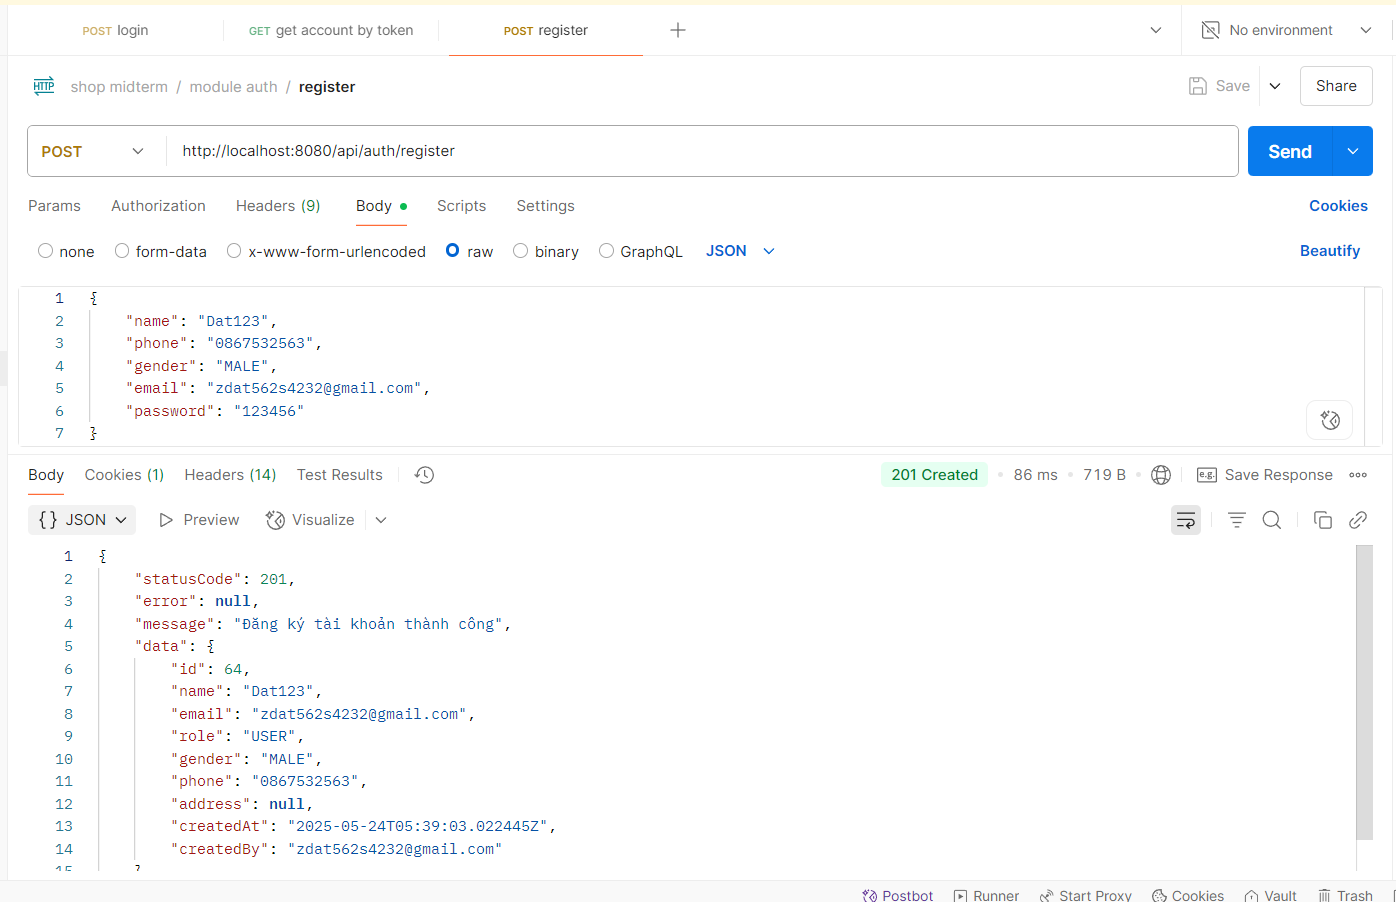 POST login GET get account by token POST register No environment
HTTP shop midterm / module auth / register Save Share
POST http://localhost:8080/api/auth/register Send
Params Authorization Headers (9) Body Scripts Settings Cookies
none form-data x-www-form-urlencoded raw binary GraphQL JSON Beautify
1 {
2 "name": "Dat123",
3 "phone": "0867532563",
4 "gender": "MALE",
5 "email": "zdat562s4232@gmail.com",
6 "password": "123456"
7 }
Body Cookies (1) Headers (14) Test Results 201 Created 86 ms 719 B e.g. Save Response
{} JSON Preview Visualize
1 {
2 "statusCode": 201,
3 "error": null,
4 "message": "Đăng ký tài khoản thành công",
5 "data": {
6 "id": 64,
7 "name": "Dat123",
8 "email": "zdat562s4232@gmail.com",
9 "role": "USER",
10 "gender": "MALE",
11 "phone": "0867532563",
12 "address": null,
13 "createdAt": "2025-05-24T05:39:03.022445Z",
14 "createdBy": "zdat562s4232@gmail.com"
15 }
Postbot Runner Start Proxy Cookies Vault Trash